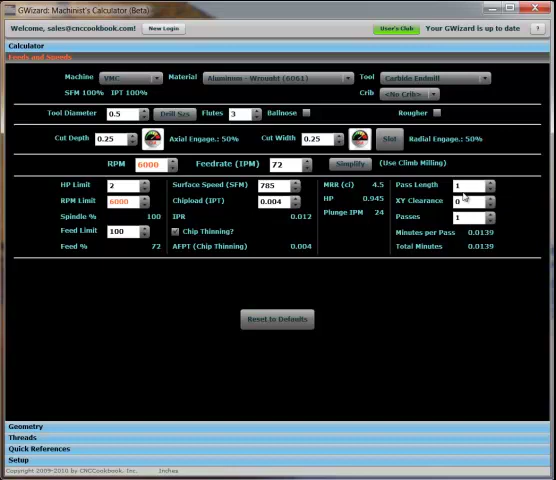 GWizard: Machinist's Calculator (Beta)
Welcome, sales@cnccookbook.com! New Login User's Club Your GWizard is up to date ?
Calculator
Feeds and Speeds
Machine VMC Material Aluminum - Wrought (6061) Tool Carbide Endmill
SFM 100% IPT 100% Crib <No Crib>
Tool Diameter 0.5 Drill Szs Flutes 3 Ballnose Rougher
Cut Depth 0.25 Axial Engage.: 50% Cut Width 0.25 Slot Radial Engage.: 50%
RPM 6000 Feedrate (IPM) 72 Simplify (Use Climb Milling)
HP Limit 2 Surface Speed (SFM) 785 MRR (ci) 4.5 Pass Length 1
RPM Limit 6000 Chipload (IPT) 0.004 HP 0.945 XY Clearance 0
Spindle % 100 IPR 0.012 Plunge IPM 24 Passes 1
Feed Limit 100 Chip Thinning? Minutes per Pass 0.0139
Feed % 72 AFPT (Chip Thinning) 0.004 Total Minutes 0.0139
Reset to Defaults
Geometry
Threads
Quick References
Setup
Copyright 2009-2010 by CNCCookbook, Inc. Inches